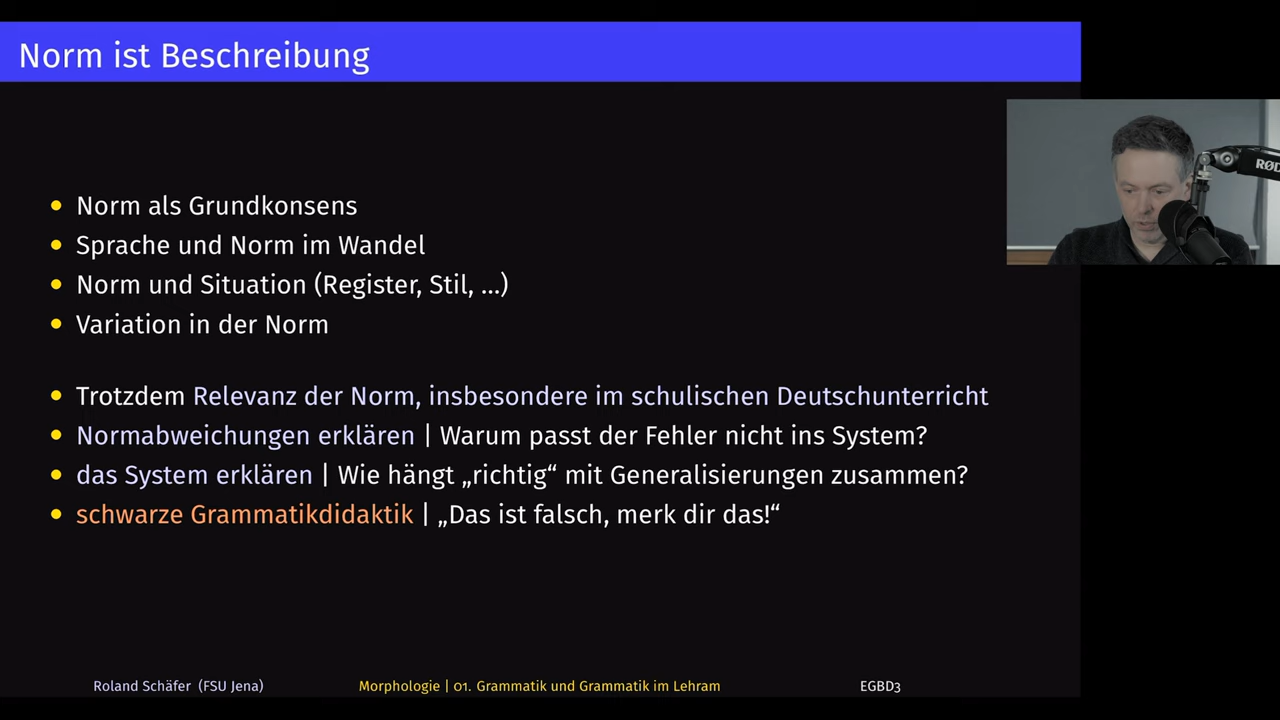 Norm ist Beschreibung
• Norm als Grundkonsens
• Sprache und Norm im Wandel
• Norm und Situation (Register, Stil, ...)
• Variation in der Norm
• Trotzdem Relevanz der Norm, insbesondere im schulischen Deutschunterricht
• Normabweichungen erklären | Warum passt der Fehler nicht ins System?
• das System erklären | Wie hängt „richtig“ mit Generalisierungen zusammen?
• schwarze Grammatikdidaktik | „Das ist falsch, merk dir das!“
Roland Schäfer (FSU Jena) Morphologie | 01. Grammatik und Grammatik im Lehram EGBD3